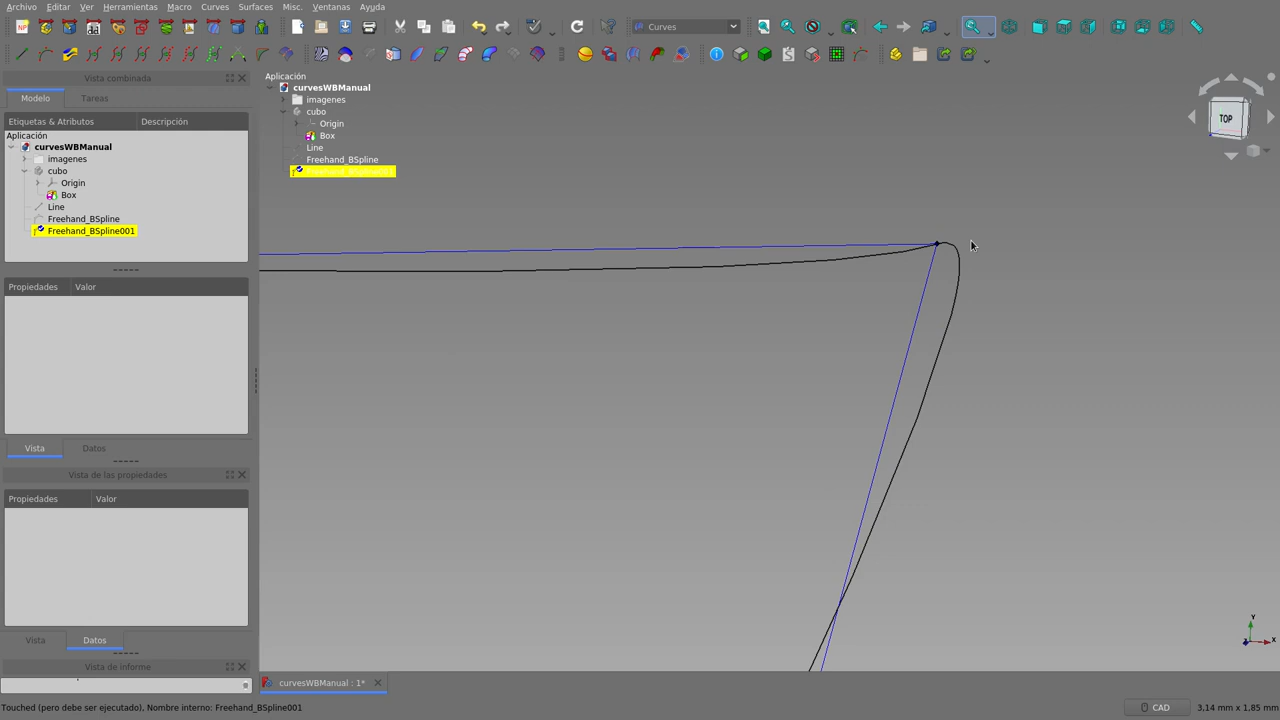 Archivo Editar Ver Herramientas Macro Curves Surfaces Misc. Ventanas Ayuda
Curves
Vista combinada
Modelo Tareas
Etiquetas & Atributos Descripción
Aplicación
curvesWBManual
imagenes
cubo
Origin
Box
Line
Freehand_BSpline
Freehand_BSpline001
Propiedades Valor
Vista Datos
Vista de las propiedades
Propiedades Valor
Vista Datos
Vista de informe
Aplicación
curvesWBManual
imagenes
cubo
Origin
Box
Line
Freehand_BSpline
Freehand_BSpline001
TOP
Y
X
curvesWBManual : 1*
Touched (pero debe ser ejecutado), Nombre interno: Freehand_BSpline001
CAD
3,14 mm x 1,85 mm